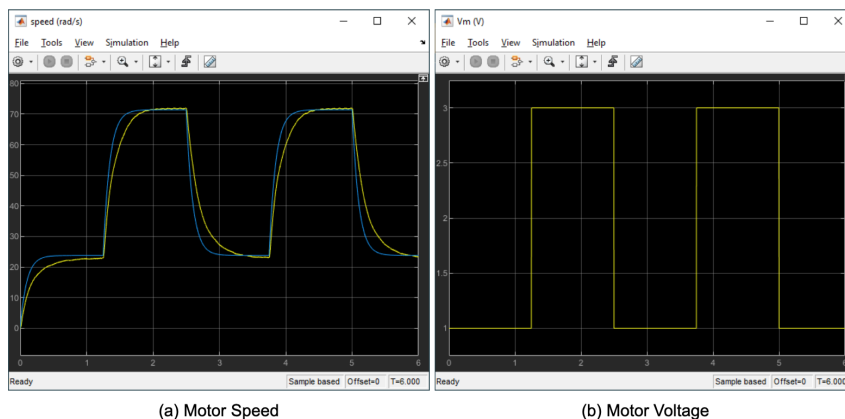 speed (rad/s)
File Tools View Simulation Help
80
70
60
50
40
30
20
10
0
0 1 2 3 4 5 6
Ready Sample based Offset=0 T=6.000
(a) Motor Speed
Vm (V)
File Tools View Simulation Help
3
2.5
2
1.5
1
0 1 2 3 4 5 6
Ready Sample based Offset=0 T=6.000
(b) Motor Voltage